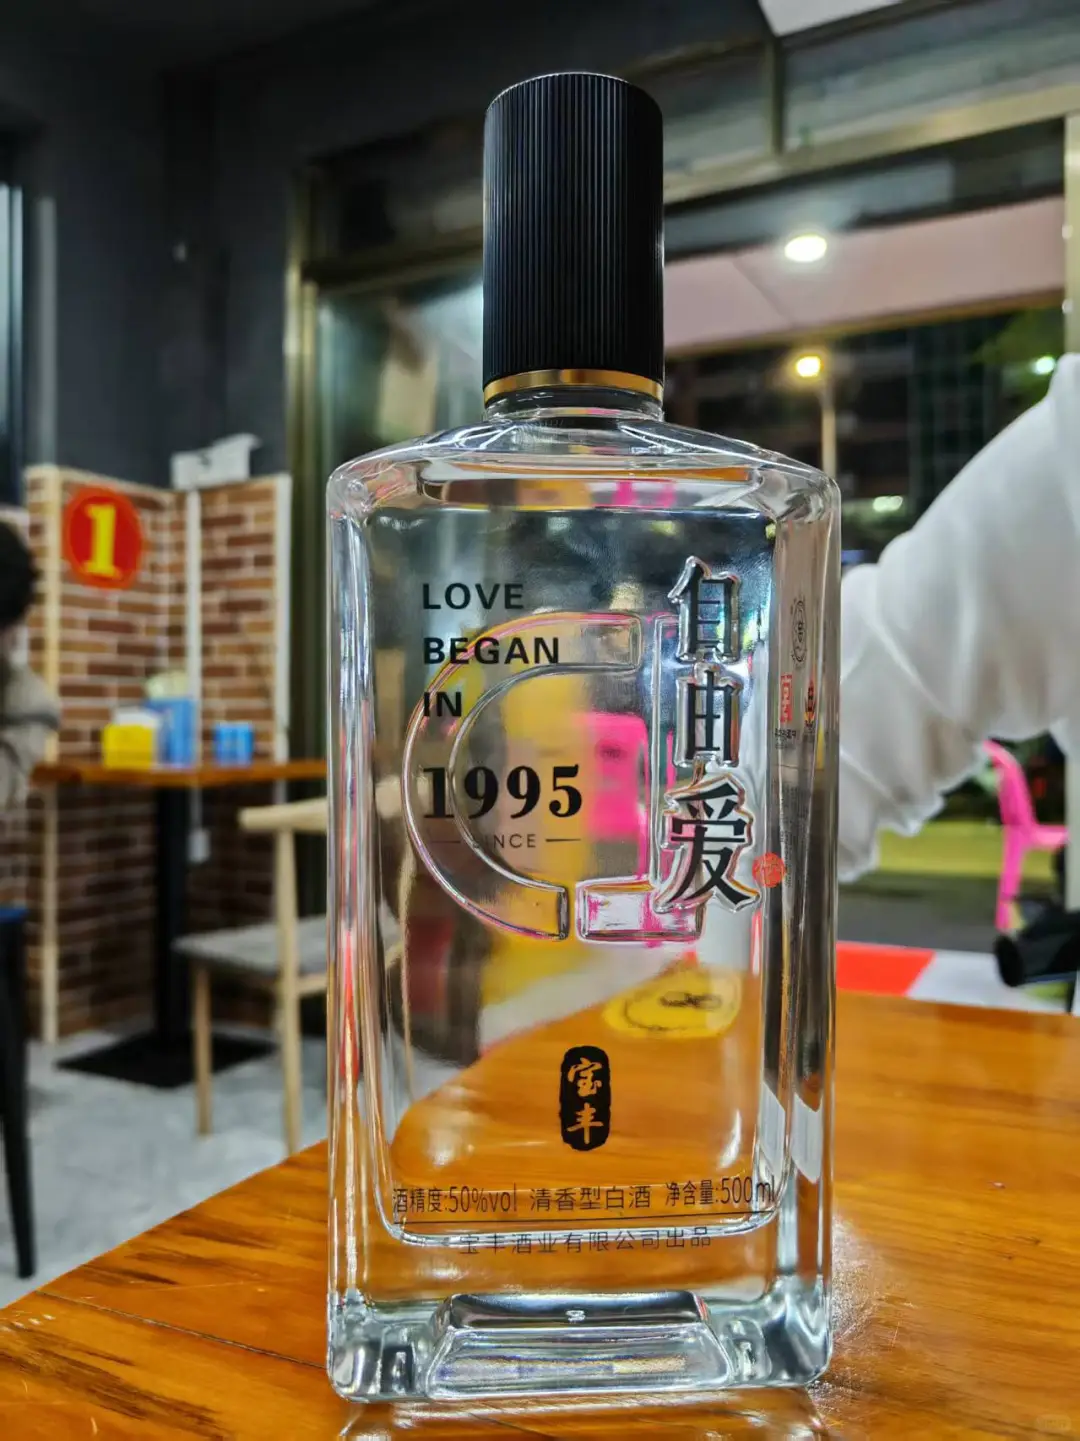 1
LOVE
BEGAN
IN
1995
SINCE
自由爱
宝丰
酒精度:50%vol 清香型白酒 净含量:500ml
宝丰酒业有限公司出品